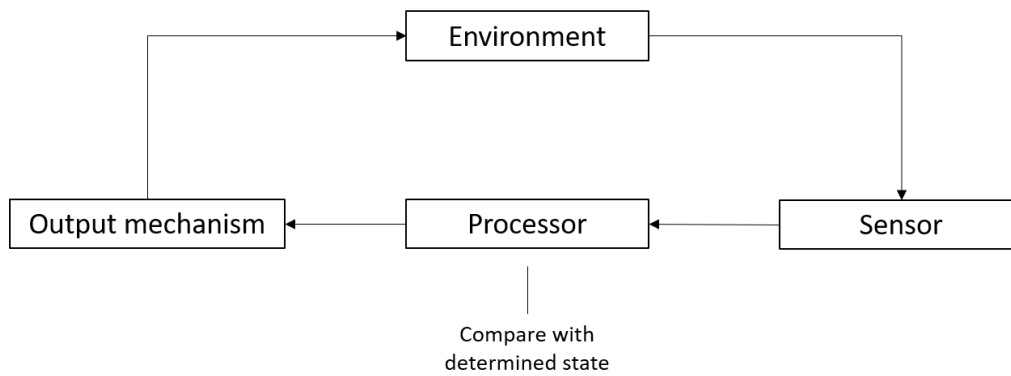 Environment
Output mechanism
Processor
Sensor
Compare with
determined state